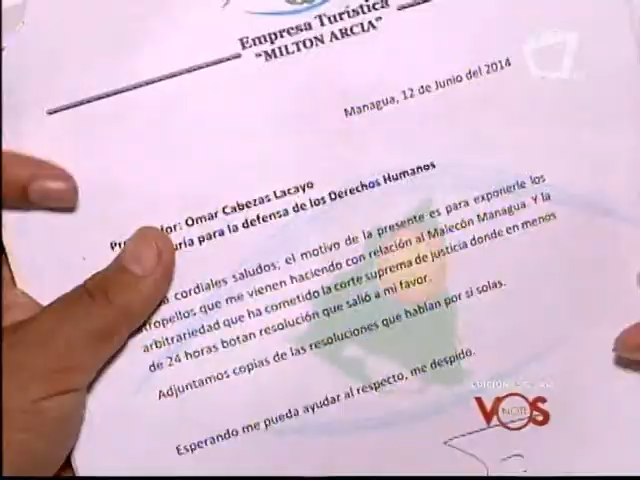 Empresa Turística
"MILTON ARCIA"
Managua, 12 de Junio del 2014
Omar Cabezas Lacayo
para la defensa de los Derechos Humanos
cordiales saludos; el motivo de la presente es para exponerle los
que me vienen haciendo con relación al Malecón Managua. Y la
arbitrariedad que ha cometido la corte suprema de justicia donde en menos
de 24 horas botan resolución que salió a mi favor.
Adjuntamos copias de las resoluciones que hablan por si solas.
Esperando me pueda ayudar al respecto, me despido.
VOS